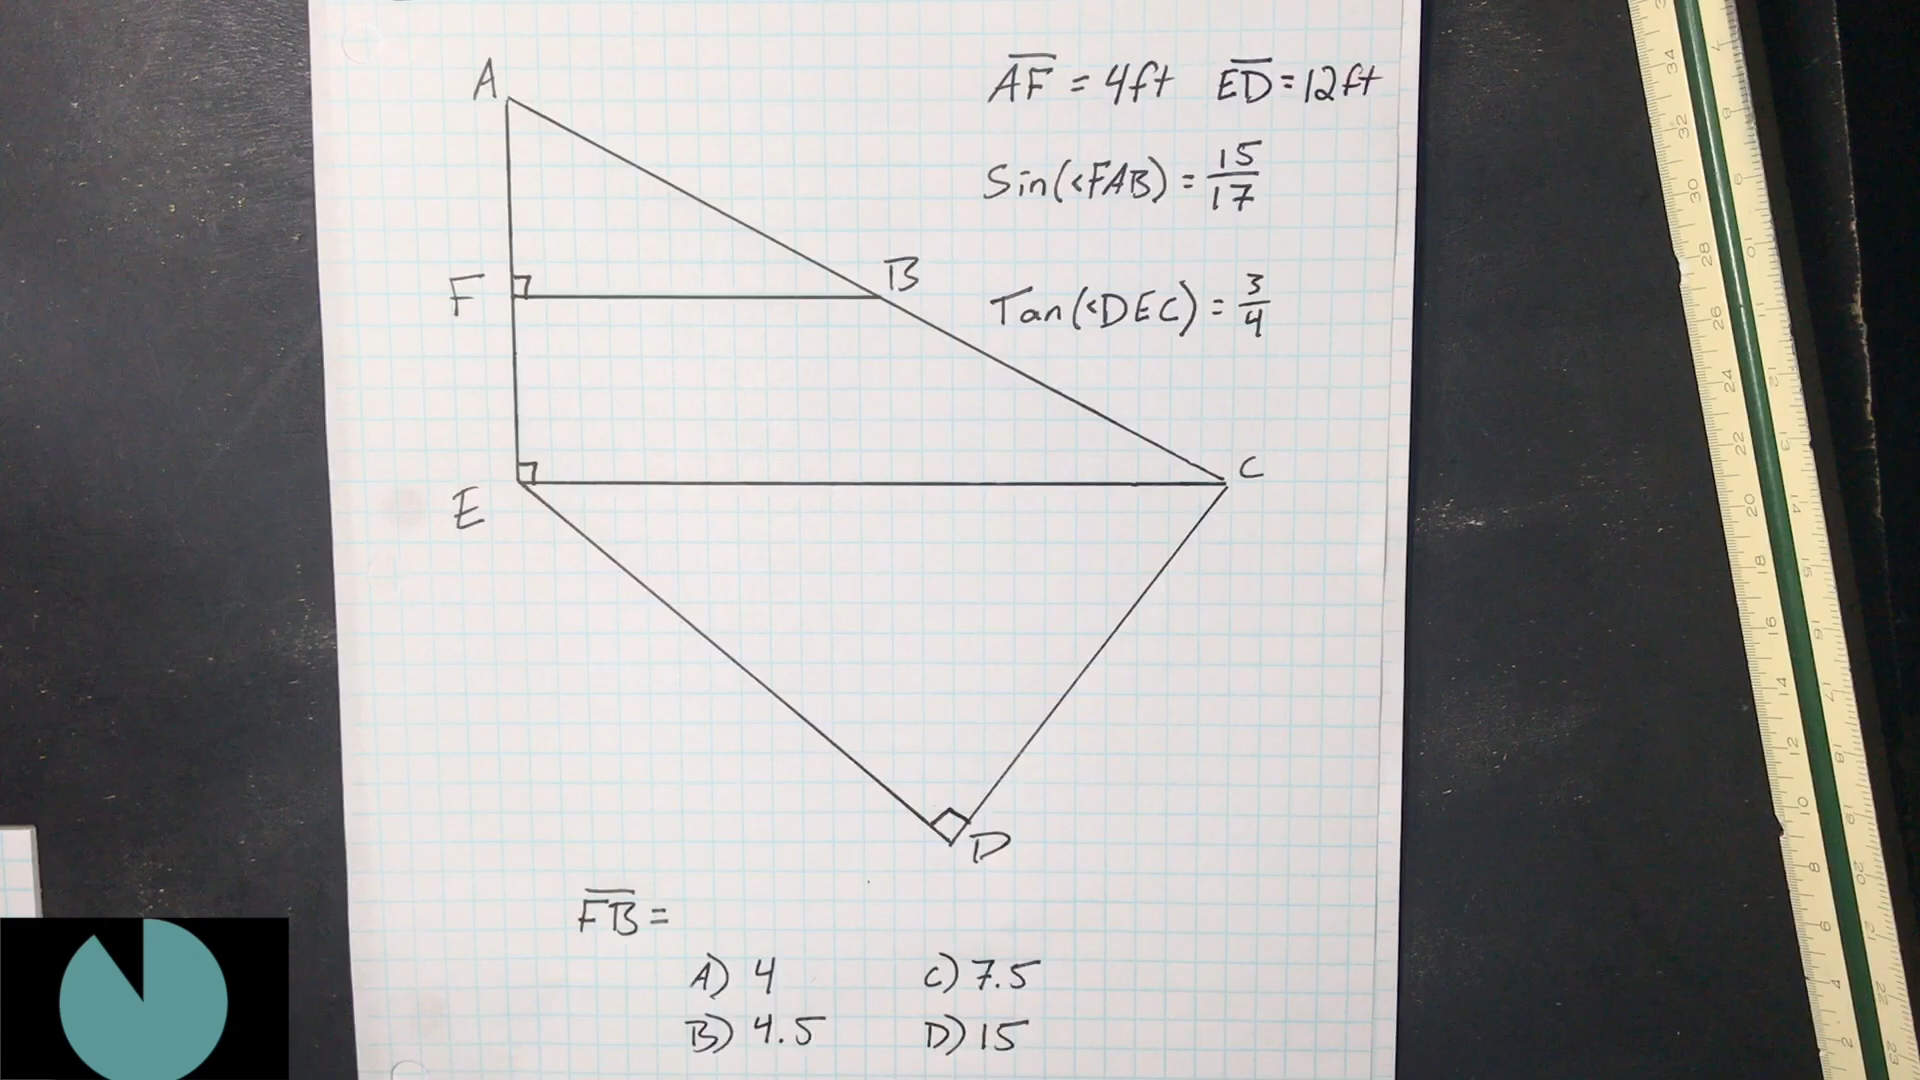 A
AF = 4ft ED = 12ft
Sin(<FAB) = 15/17
B
F
Tan(<DEC) = 3/4
C
E
D
FB =
A) 4 C) 7.5
B) 4.5 D) 15